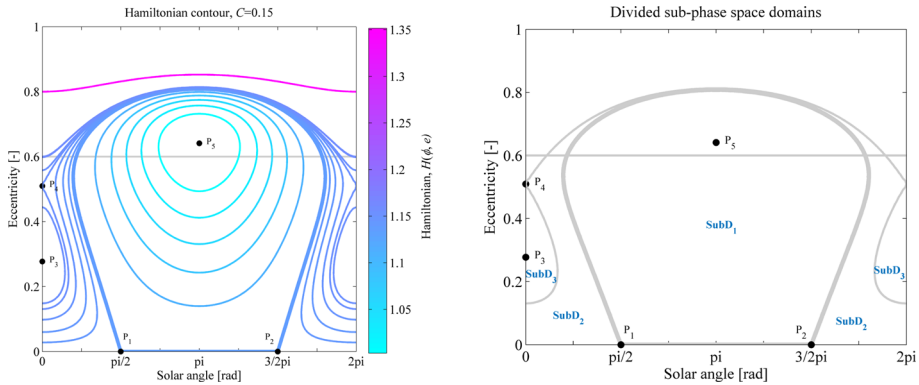 Hamiltonian contour, C=0.15
1
0.8
0.6
0.4
0.2
0
Eccentricity [-]
P5
P4
P3
P1
P2
0 pi/2 pi 3/2pi 2pi
Solar angle [rad]
1.35
1.3
1.25
1.2
1.15
1.1
1.05
Hamiltonian, H(ϕ, e)
Divided sub-phase space domains
1
0.8
0.6
0.4
0.2
0
Eccentricity [-]
P5
P4
SubD1
P3
SubD3 SubD3
SubD2 SubD2
P1 P2
0 pi/2 pi 3/2pi 2pi
Solar angle [rad]